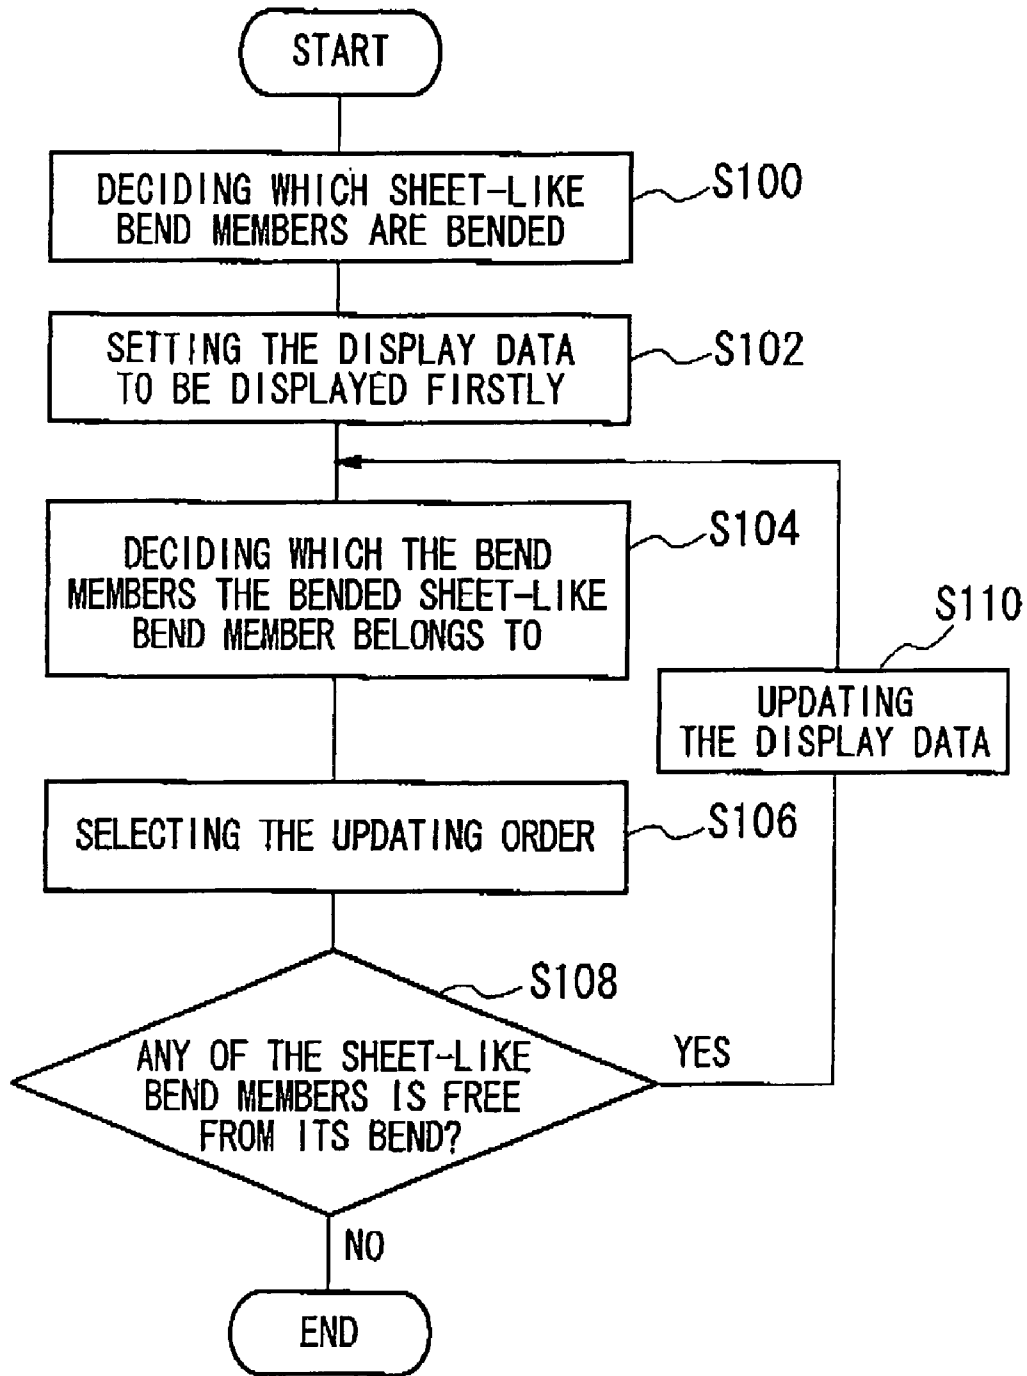 START
DECIDING WHICH SHEET-LIKE
BEND MEMBERS ARE BENDED
S100
SETTING THE DISPLAY DATA
TO BE DISPLAYED FIRSTLY
S102
DECIDING WHICH THE BEND
MEMBERS THE BENDED SHEET-LIKE
BEND MEMBER BELONGS TO
S104
S110
UPDATING
THE DISPLAY DATA
SELECTING THE UPDATING ORDER
S106
S108
ANY OF THE SHEET-LIKE
BEND MEMBERS IS FREE
FROM ITS BEND?
YES
NO
END